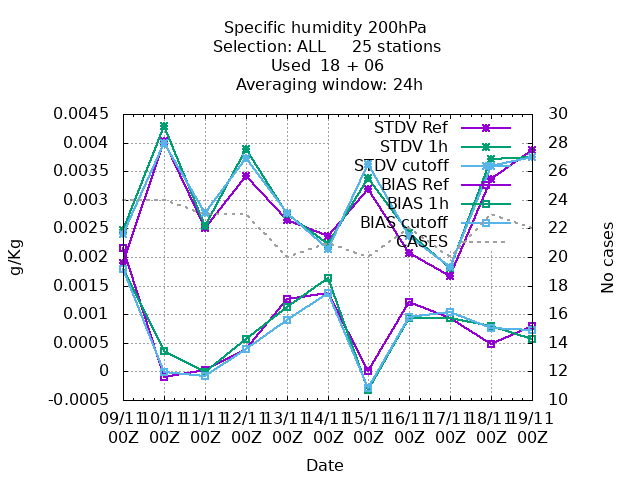 Specific humidity 200hPa
Selection: ALL 25 stations
Used 18 + 06
Averaging window: 24h
0.0045
0.004
0.0035
0.003
0.0025
0.002
0.0015
0.001
0.0005
0
-0.0005
g/Kg
30
28
26
24
22
20
18
16
14
12
10
No cases
STDV Ref
STDV 1h
STDV cutoff
BIAS Ref
BIAS 1h
BIAS cutoff
CASES
09/11 10/11 11/11 12/11 13/11 14/11 15/11 16/11 17/11 18/11 19/11
00Z 00Z 00Z 00Z 00Z 00Z 00Z 00Z 00Z 00Z 00Z
Date